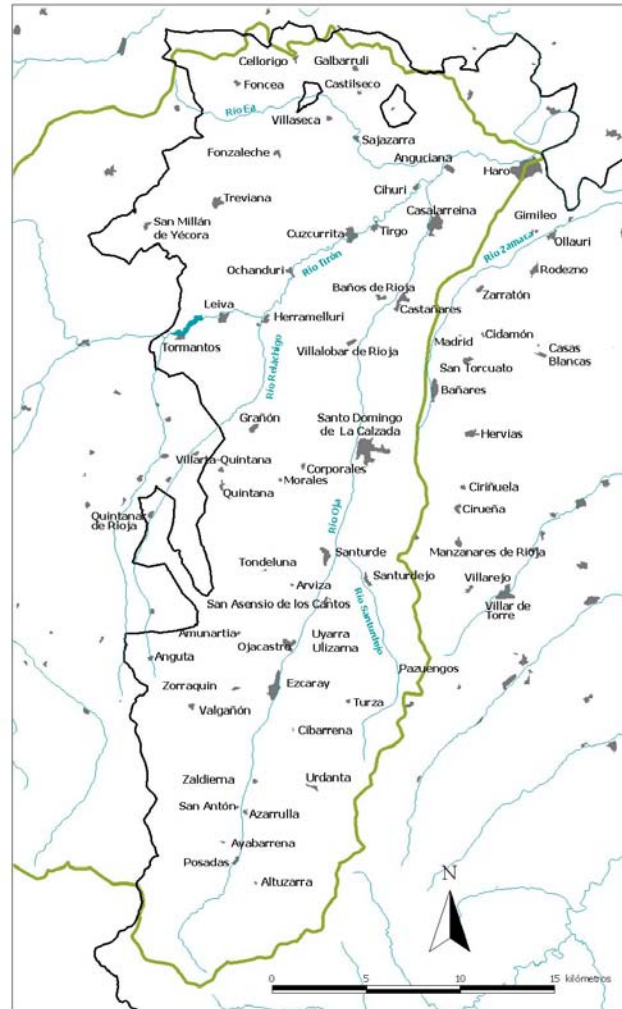 Cellorigo
Galbarruli
Foncea
Castilseco
Río Ea
Villaseca
Sajazarra
Fonzaleche
Anguciana
Haro
Cihuri
Treviana
Casalarreina
Gimileo
San Millán
de Yécora
Cuzcurrita
Tirgo
Ollauri
Río Zamaca
Ochanduri
Río Tirón
Rodezno
Baños de Rioja
Zarratón
Leiva
Castañares
Herramelluri
Madrid
Cidamón
Tormantos
Villalobar de Rioja
Casas
Blancas
San Torcuato
Río Reláchigo
Bañares
Grañón
Santo Domingo
de La Calzada
Hervias
Villarta-Quintana
Corporales
Morales
Quintana
Ciriñuela
Quintanar
de Rioja
Río Oja
Cirueña
Santurde
Manzanares de Rioja
Tondeluna
Santurdejo
Arviza
Villarejo
San Asensio de los Cantos
Villar de
Torre
Río Santurdejo
Amunartia
Uyarra
Ojacastro
Ulizarna
Anguta
Pazuengos
Zorraquin
Ezcaray
Valgañón
Turza
Cibarrena
Zaldierna
Urdanta
San Antón
Azarrulla
Ayabarrena
Posadas
Altuzarra
N
0 5 10 15 kilómetros